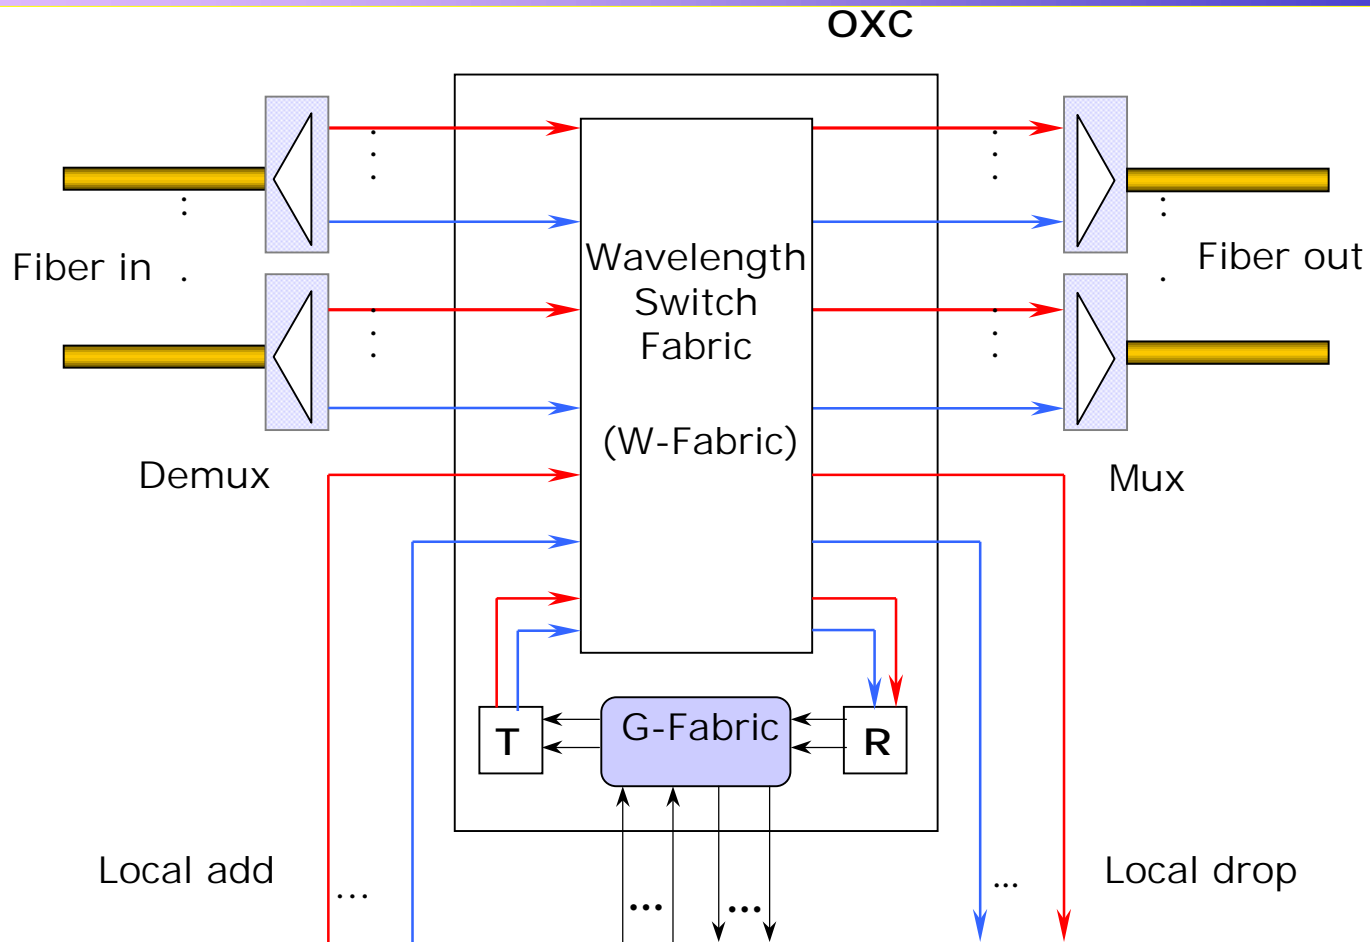 OXC
Wavelength
Switch
Fabric
(W-Fabric)
Fiber in
Fiber out
Demux
Mux
T
G-Fabric
R
Local add
...
...
...
...
Local drop